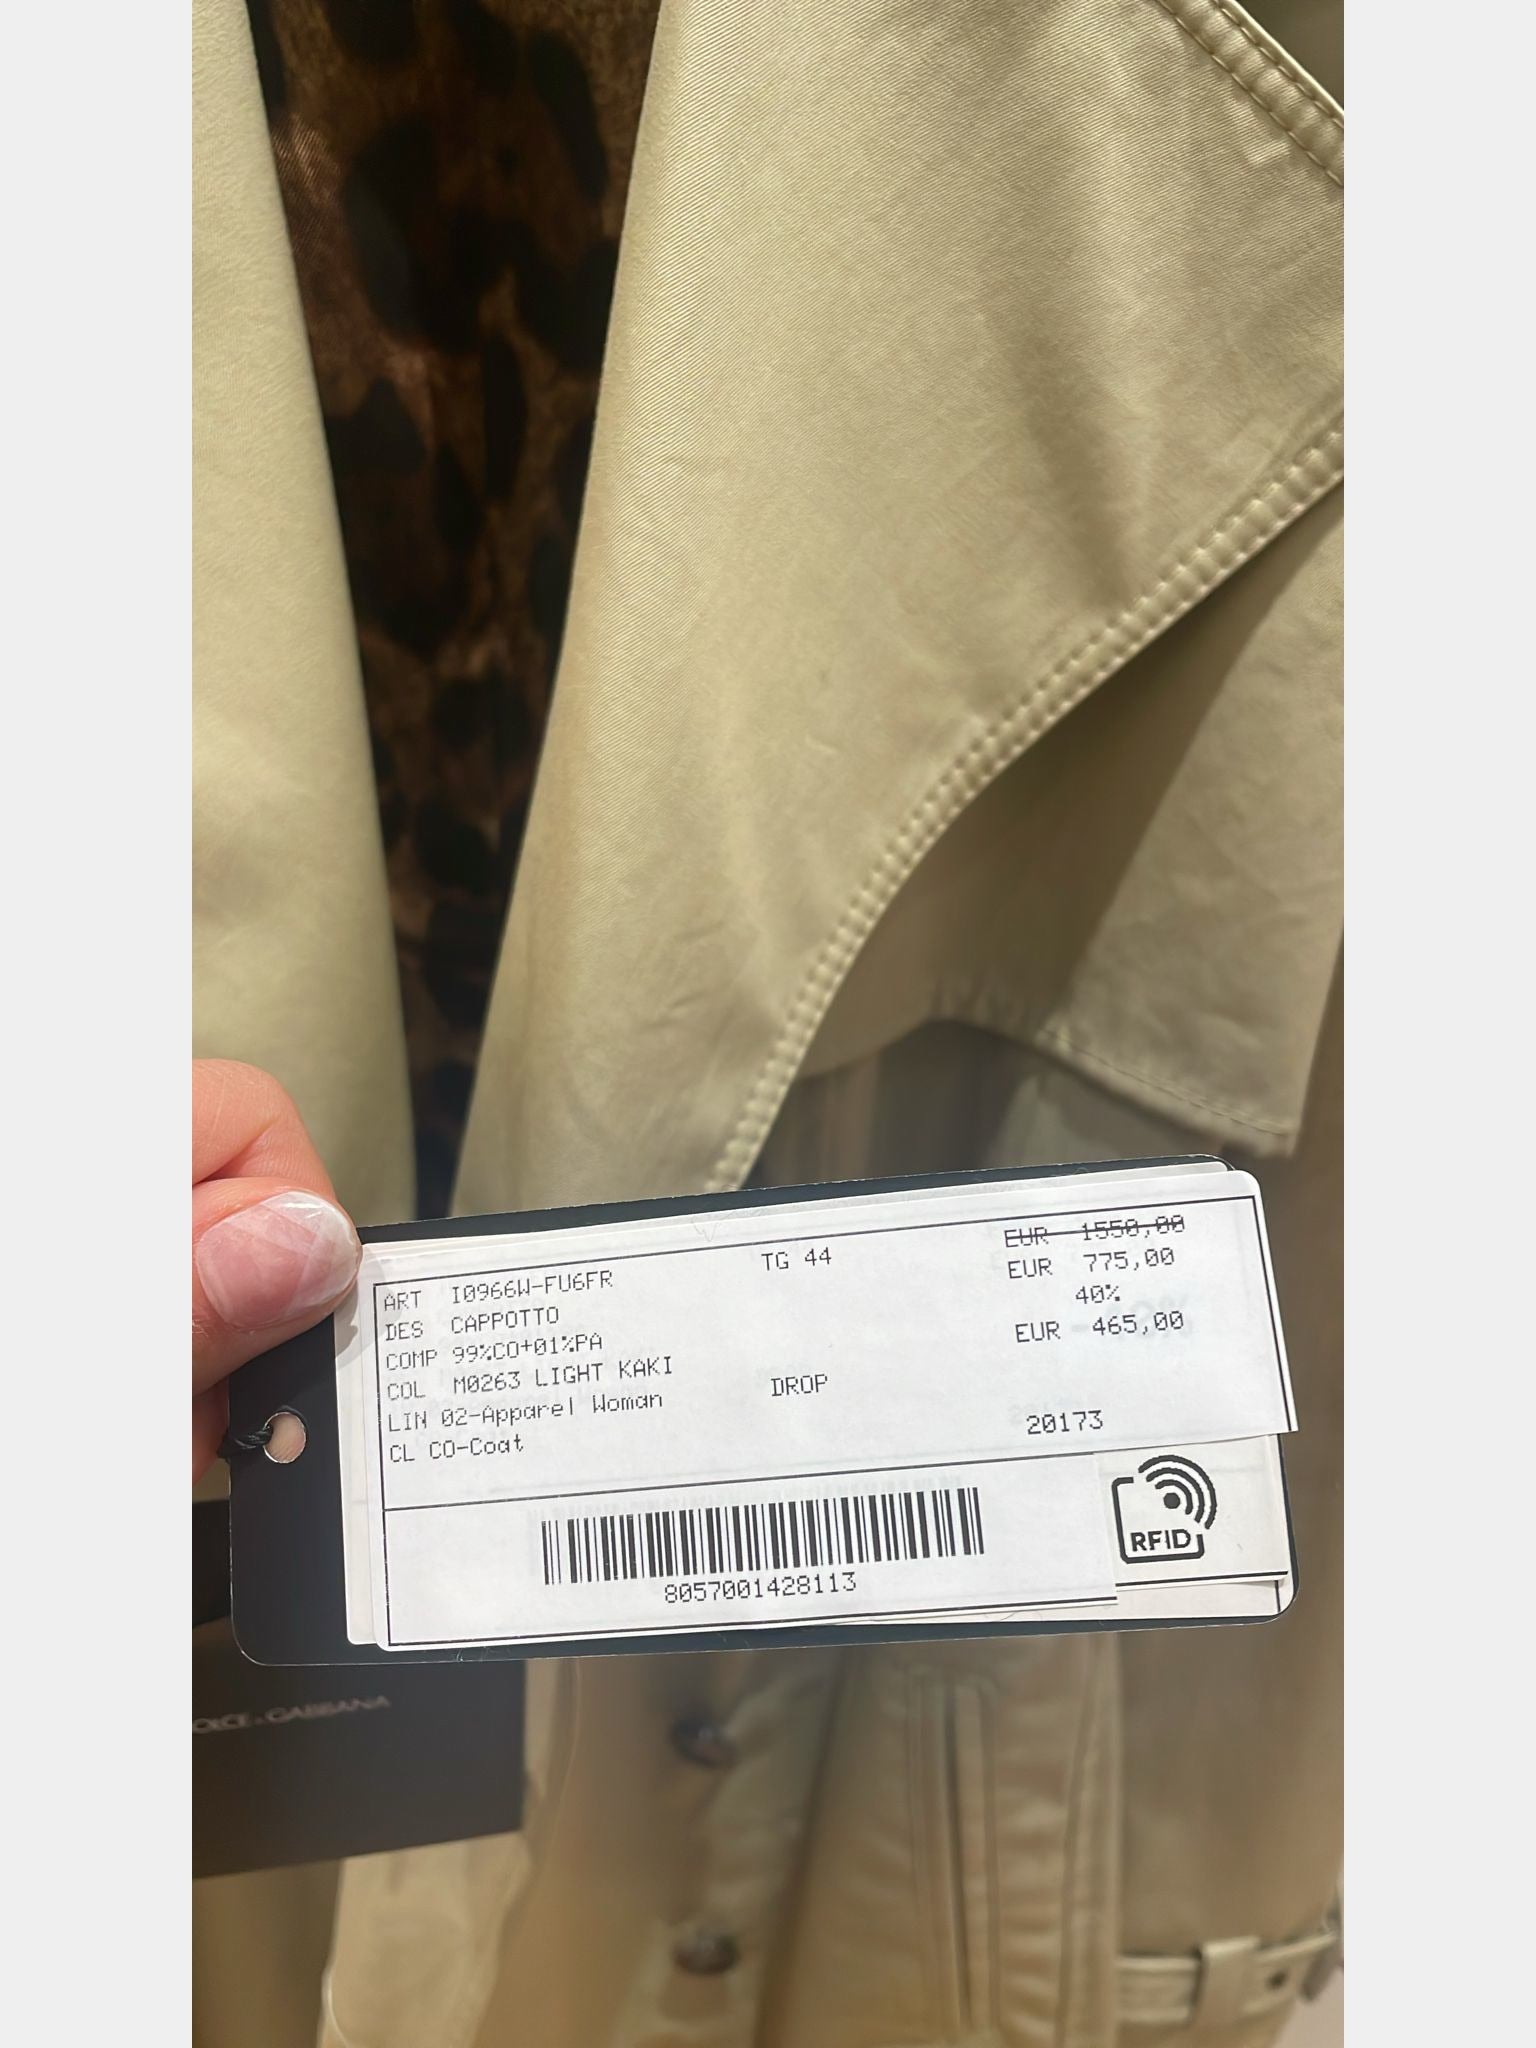 EUR 1550,00
TG 44
EUR 775,00
ART I0966W-FU6FR
40%
DES CAPPOTTO
EUR 465,00
COMP 99%CO+01%PA
COL M0263 LIGHT KAKI
DROP
LIN 02-Apparel Woman
20173
CL CO-Coat
RFID
8057001428113
DOLCE & GABBANA